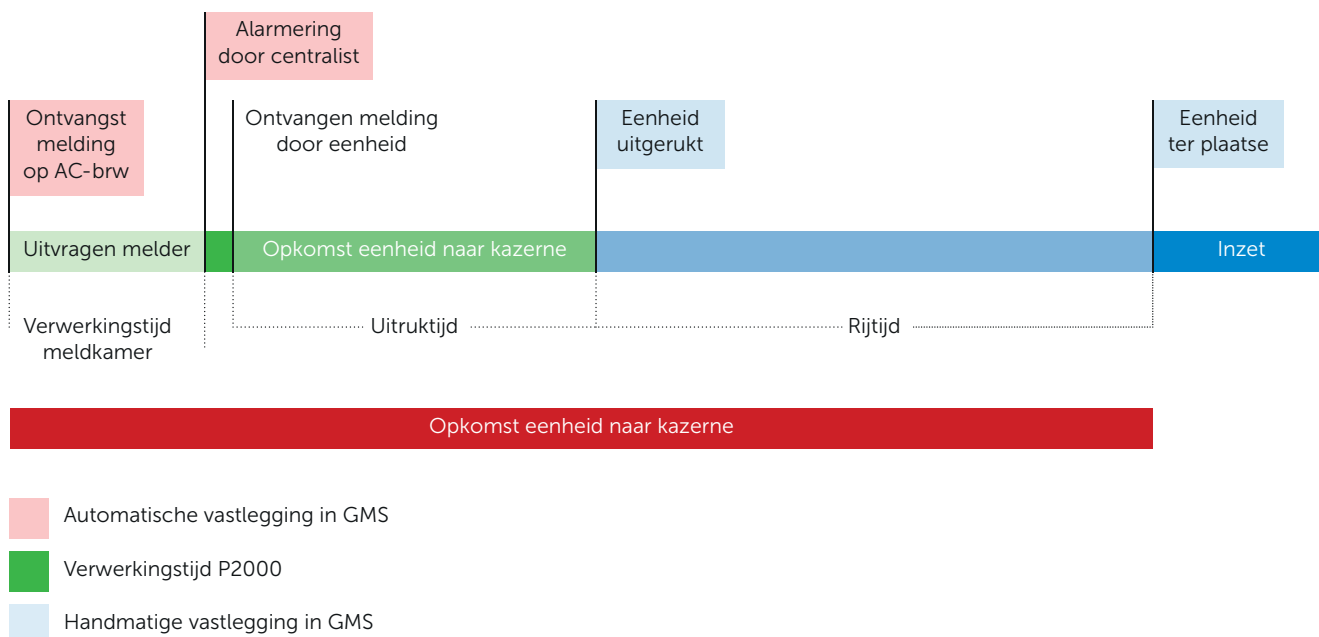 Alarmering
door centralist
Ontvangst
melding
op AC-brw
Ontvangen melding
door eenheid
Eenheid
uitgerukt
Eenheid
ter plaatse
Uitvragen melder
Opkomst eenheid naar kazerne
Inzet
Verwerkingstijd
meldkamer
Uitruktijd
Rijtijd
Opkomst eenheid naar kazerne
Automatische vastlegging in GMS
Verwerkingstijd P2000
Handmatige vastlegging in GMS